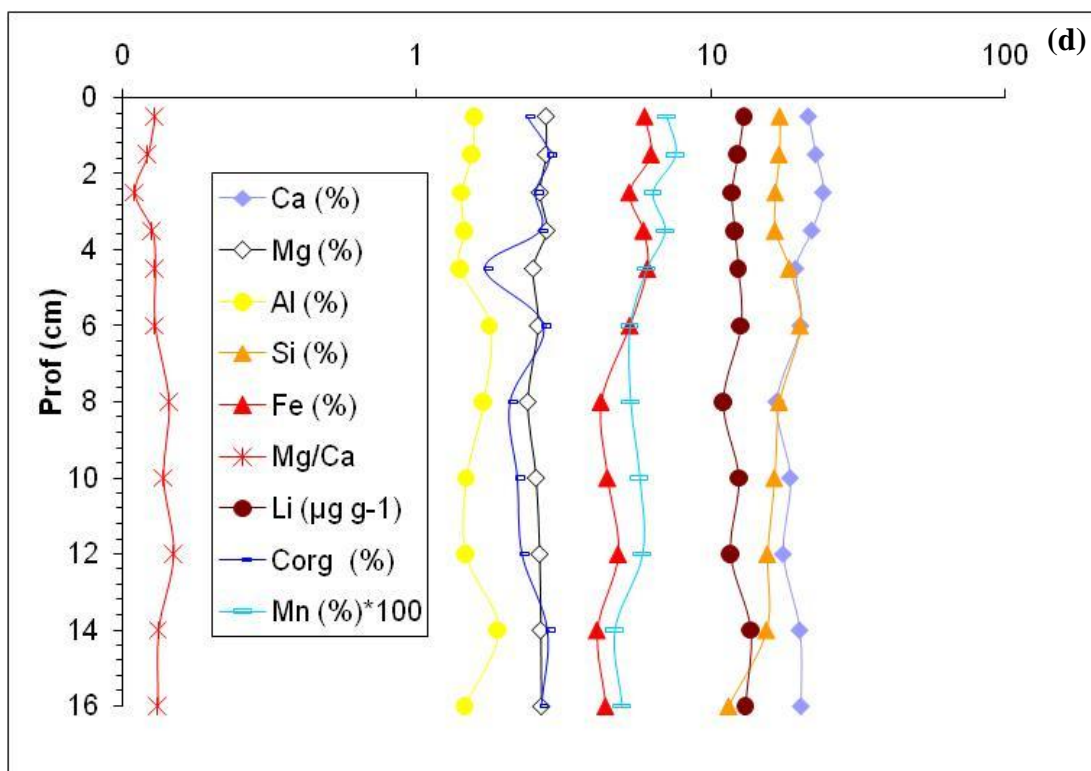 0 1 10 100 (d)
0
2
4
6
8
10
12
14
16
Prof (cm)
Ca (%)
Mg (%)
Al (%)
Si (%)
Fe (%)
Mg/Ca
Li (µg g-1)
Corg (%)
Mn (%)*100